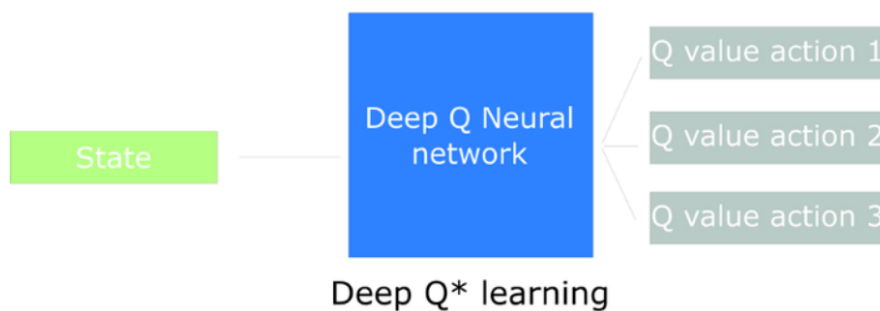 State
Deep Q Neural
network
Q value action 1
Q value action 2
Q value action 3
Deep Q* learning